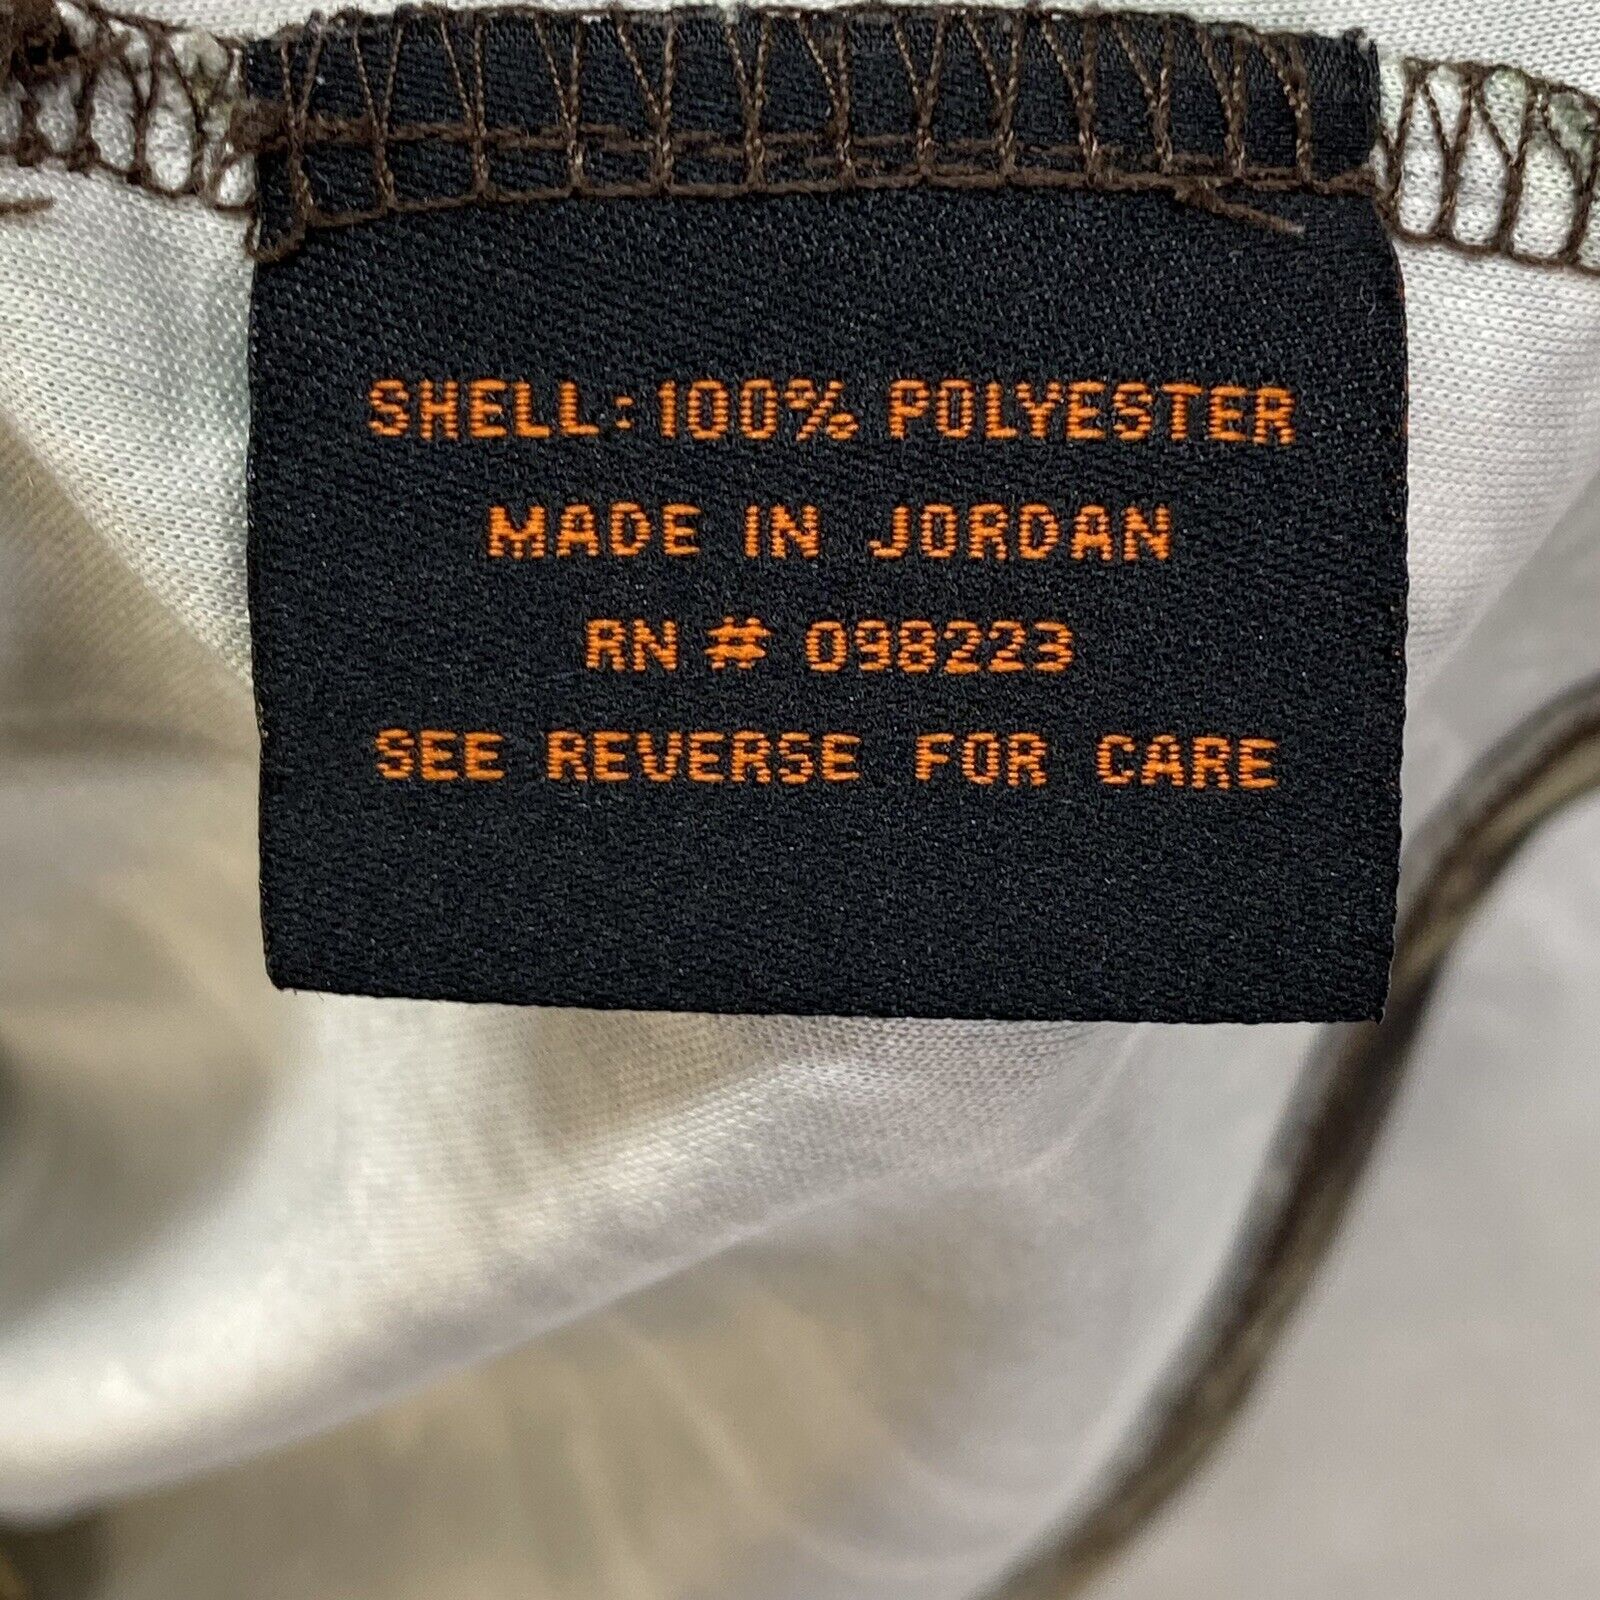 SHELL: 100% POLYESTER
MADE IN JORDAN
RN # 098223
SEE REVERSE FOR CARE